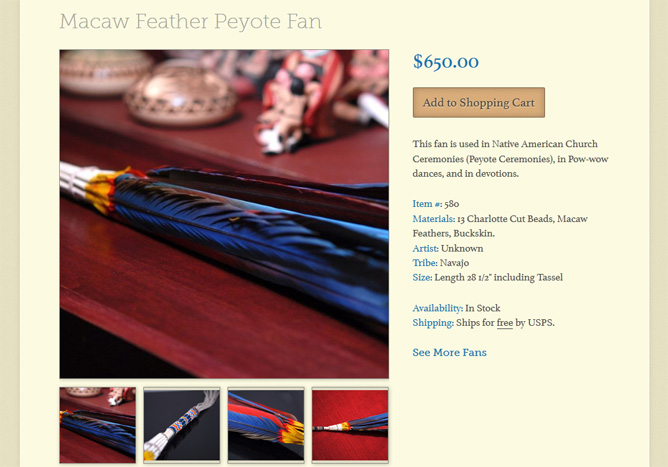 Macaw Feather Peyote Fan
$650.00
Add to Shopping Cart
This fan is used in Native American Church
Ceremonies (Peyote Ceremonies), in Pow-wow
dances, and in devotions.
Item #: 580
Materials: 13 Charlotte Cut Beads, Macaw
Feathers, Buckskin.
Artist: Unknown
Tribe: Navajo
Size: Length 28 1/2" including Tassel
Availability: In Stock
Shipping: Ships for free by USPS.
See More Fans